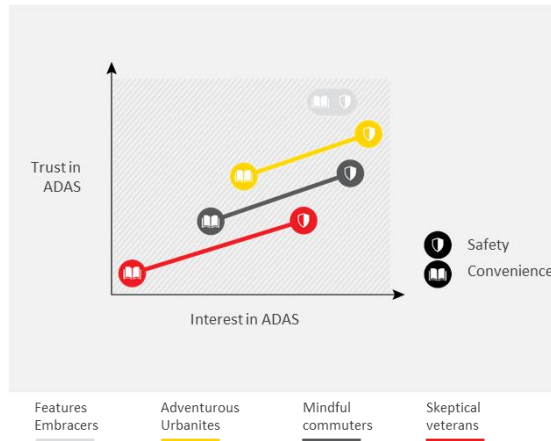 Trust in
ADAS
Safety
Convenience
Interest in ADAS
Features
Embracers
Adventurous
Urbanites
Mindful
commuters
Skeptical
veterans